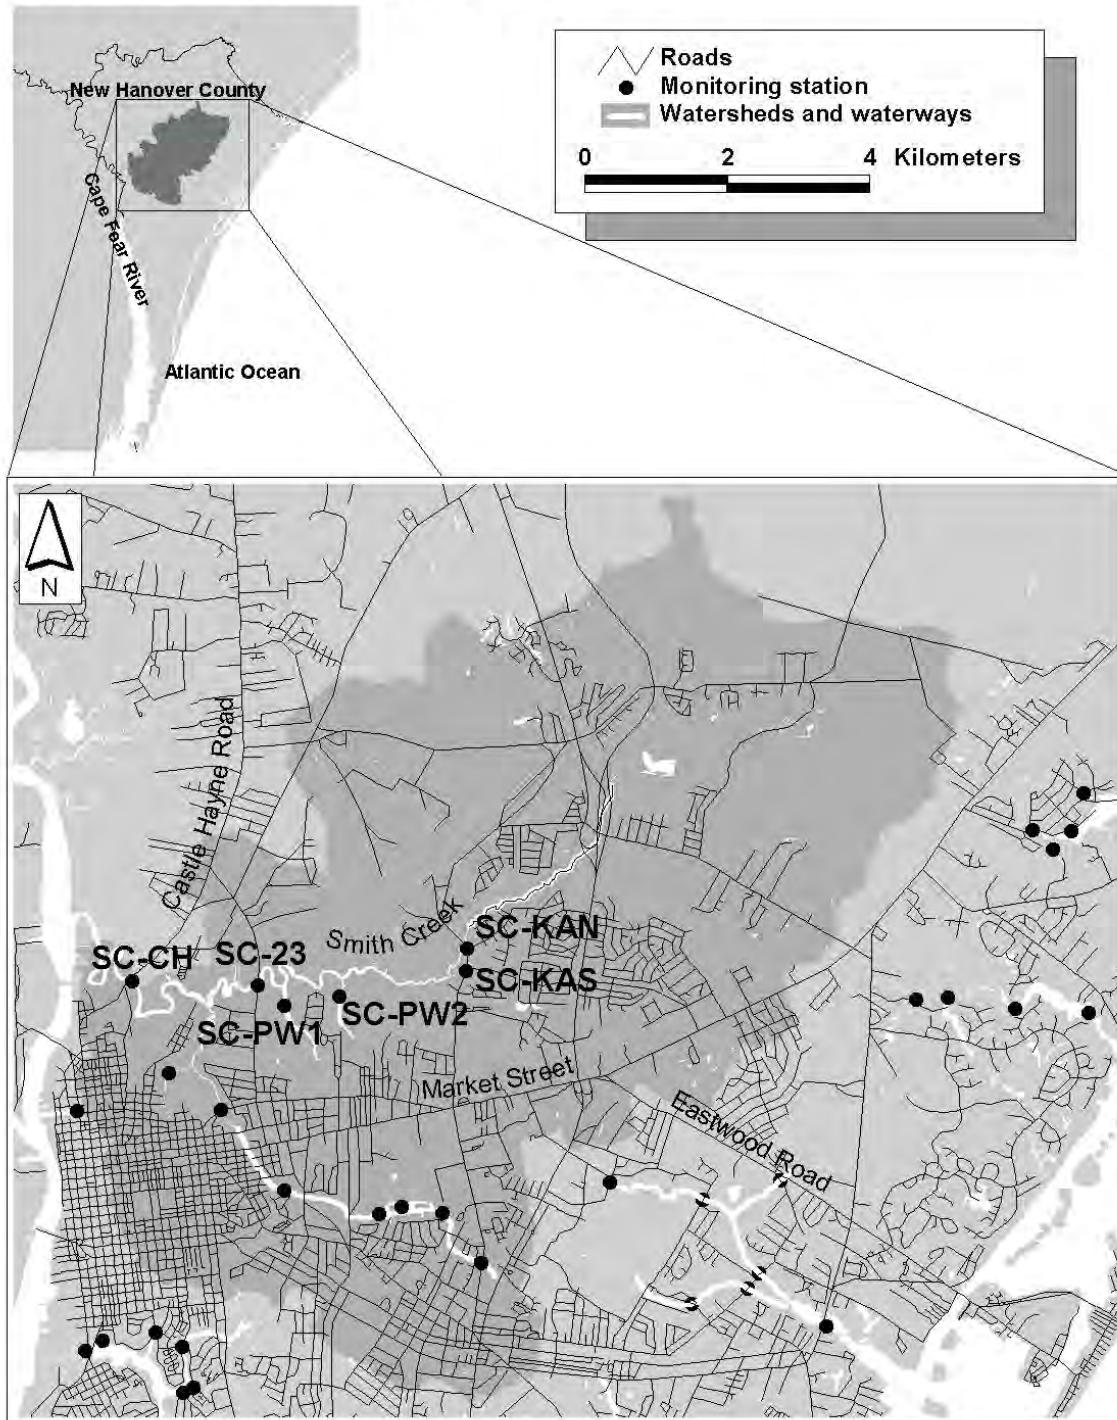 New Hanover County
Cape Fear River
Atlantic Ocean
Roads
Monitoring station
Watersheds and waterways
0 2 4 Kilometers
N
Castle Hayne Road
Smith Creek
SC-KAN
SC-CH
SC-23
SC-KAS
SC-PW2
SC-PW1
Market Street
Eastwood Road